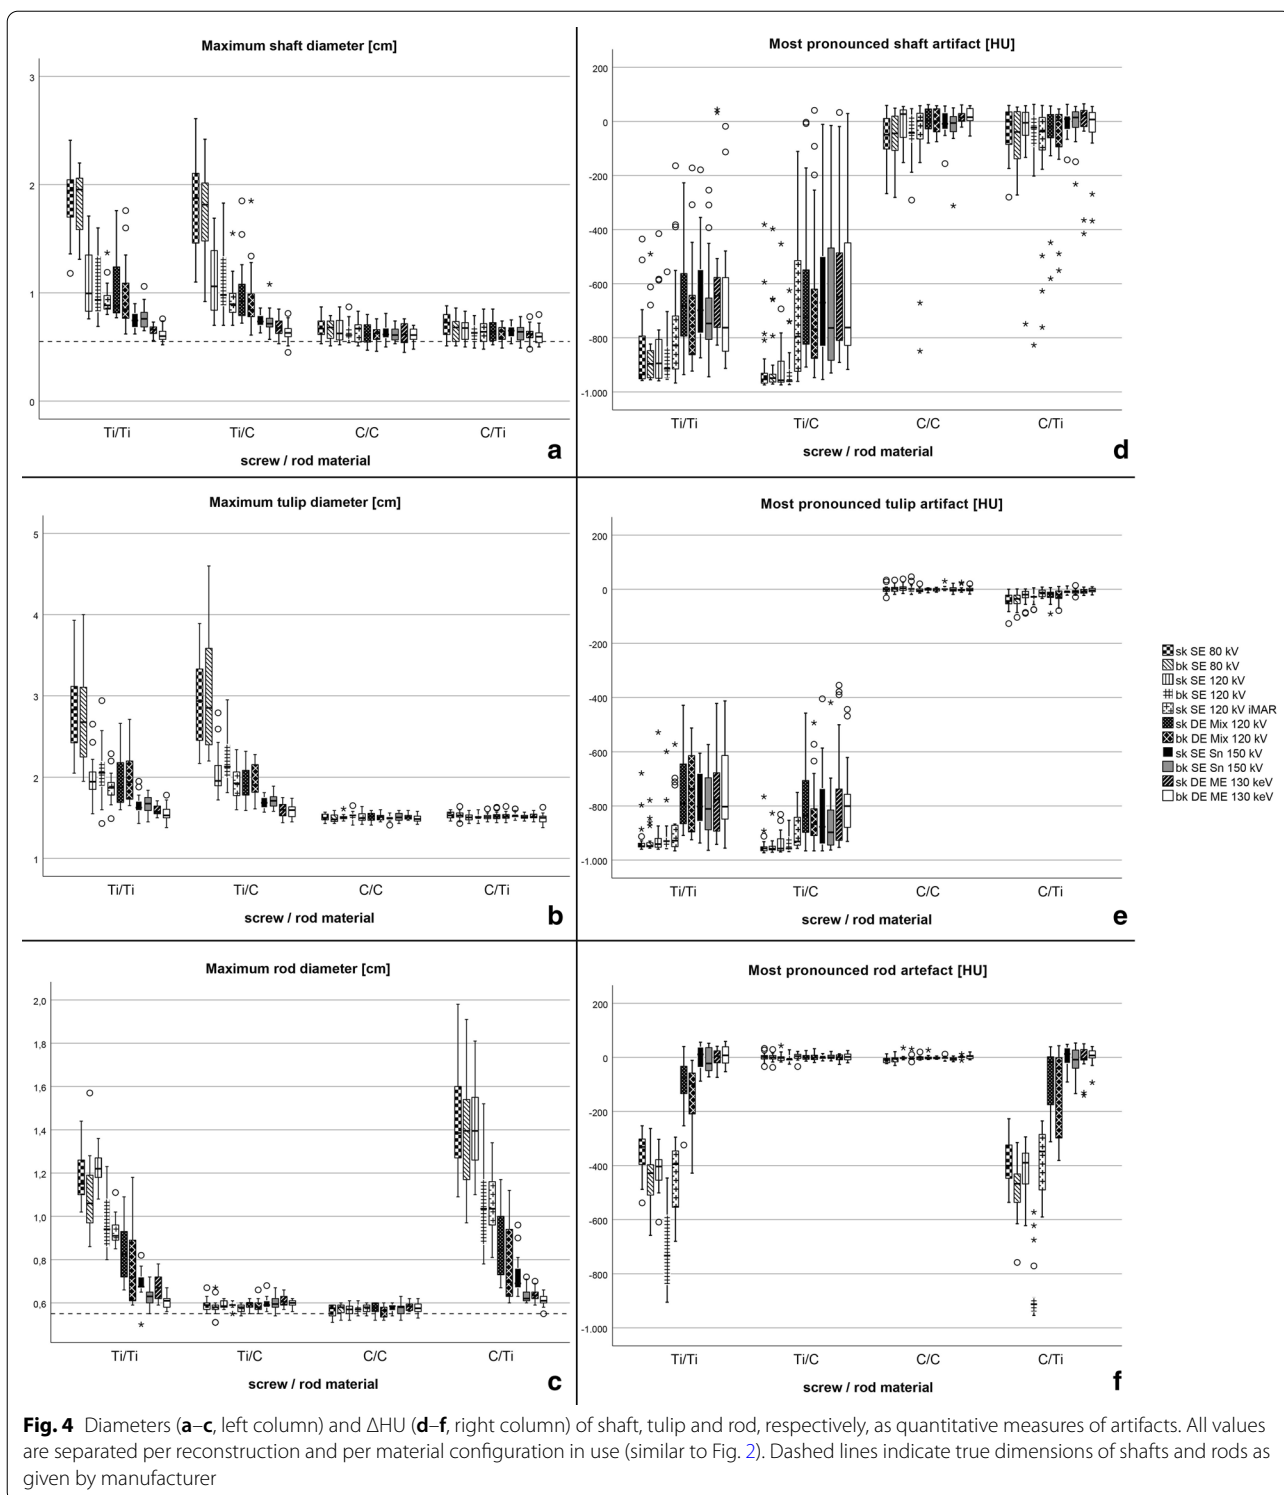 Maximum shaft diameter [cm]
3
2
1
0
Ti/Ti Ti/C C/C C/Ti
screw / rod material
a
Most pronounced shaft artifact [HU]
200
0
-200
-400
-600
-800
-1.000
Ti/Ti Ti/C C/C C/Ti
screw / rod material
d
Maximum tulip diameter [cm]
5
4
3
2
1
Ti/Ti Ti/C C/C C/Ti
screw / rod material
b
Most pronounced tulip artifact [HU]
200
0
-200
-400
-600
-800
-1.000
Ti/Ti Ti/C C/C C/Ti
screw / rod material
e
sk SE 80 kV
bk SE 80 kV
sk SE 120 kV
bk SE 120 kV
sk SE 120 kV iMAR
sk DE Mix 120 kV
bk DE Mix 120 kV
sk SE Sn 150 kV
bk SE Sn 150 kV
sk DE ME 130 keV
bk DE ME 130 keV
Maximum rod diameter [cm]
2,0
1,8
1,6
1,4
1,2
1,0
0,8
0,6
Ti/Ti Ti/C C/C C/Ti
screw / rod material
c
Most pronounced rod artefact [HU]
200
0
-200
-400
-600
-800
-1.000
Ti/Ti Ti/C C/C C/Ti
screw / rod material
f
Fig. 4 Diameters (a–c, left column) and ΔHU (d–f, right column) of shaft, tulip and rod, respectively, as quantitative measures of artifacts. All values
are separated per reconstruction and per material configuration in use (similar to Fig. 2). Dashed lines indicate true dimensions of shafts and rods as
given by manufacturer